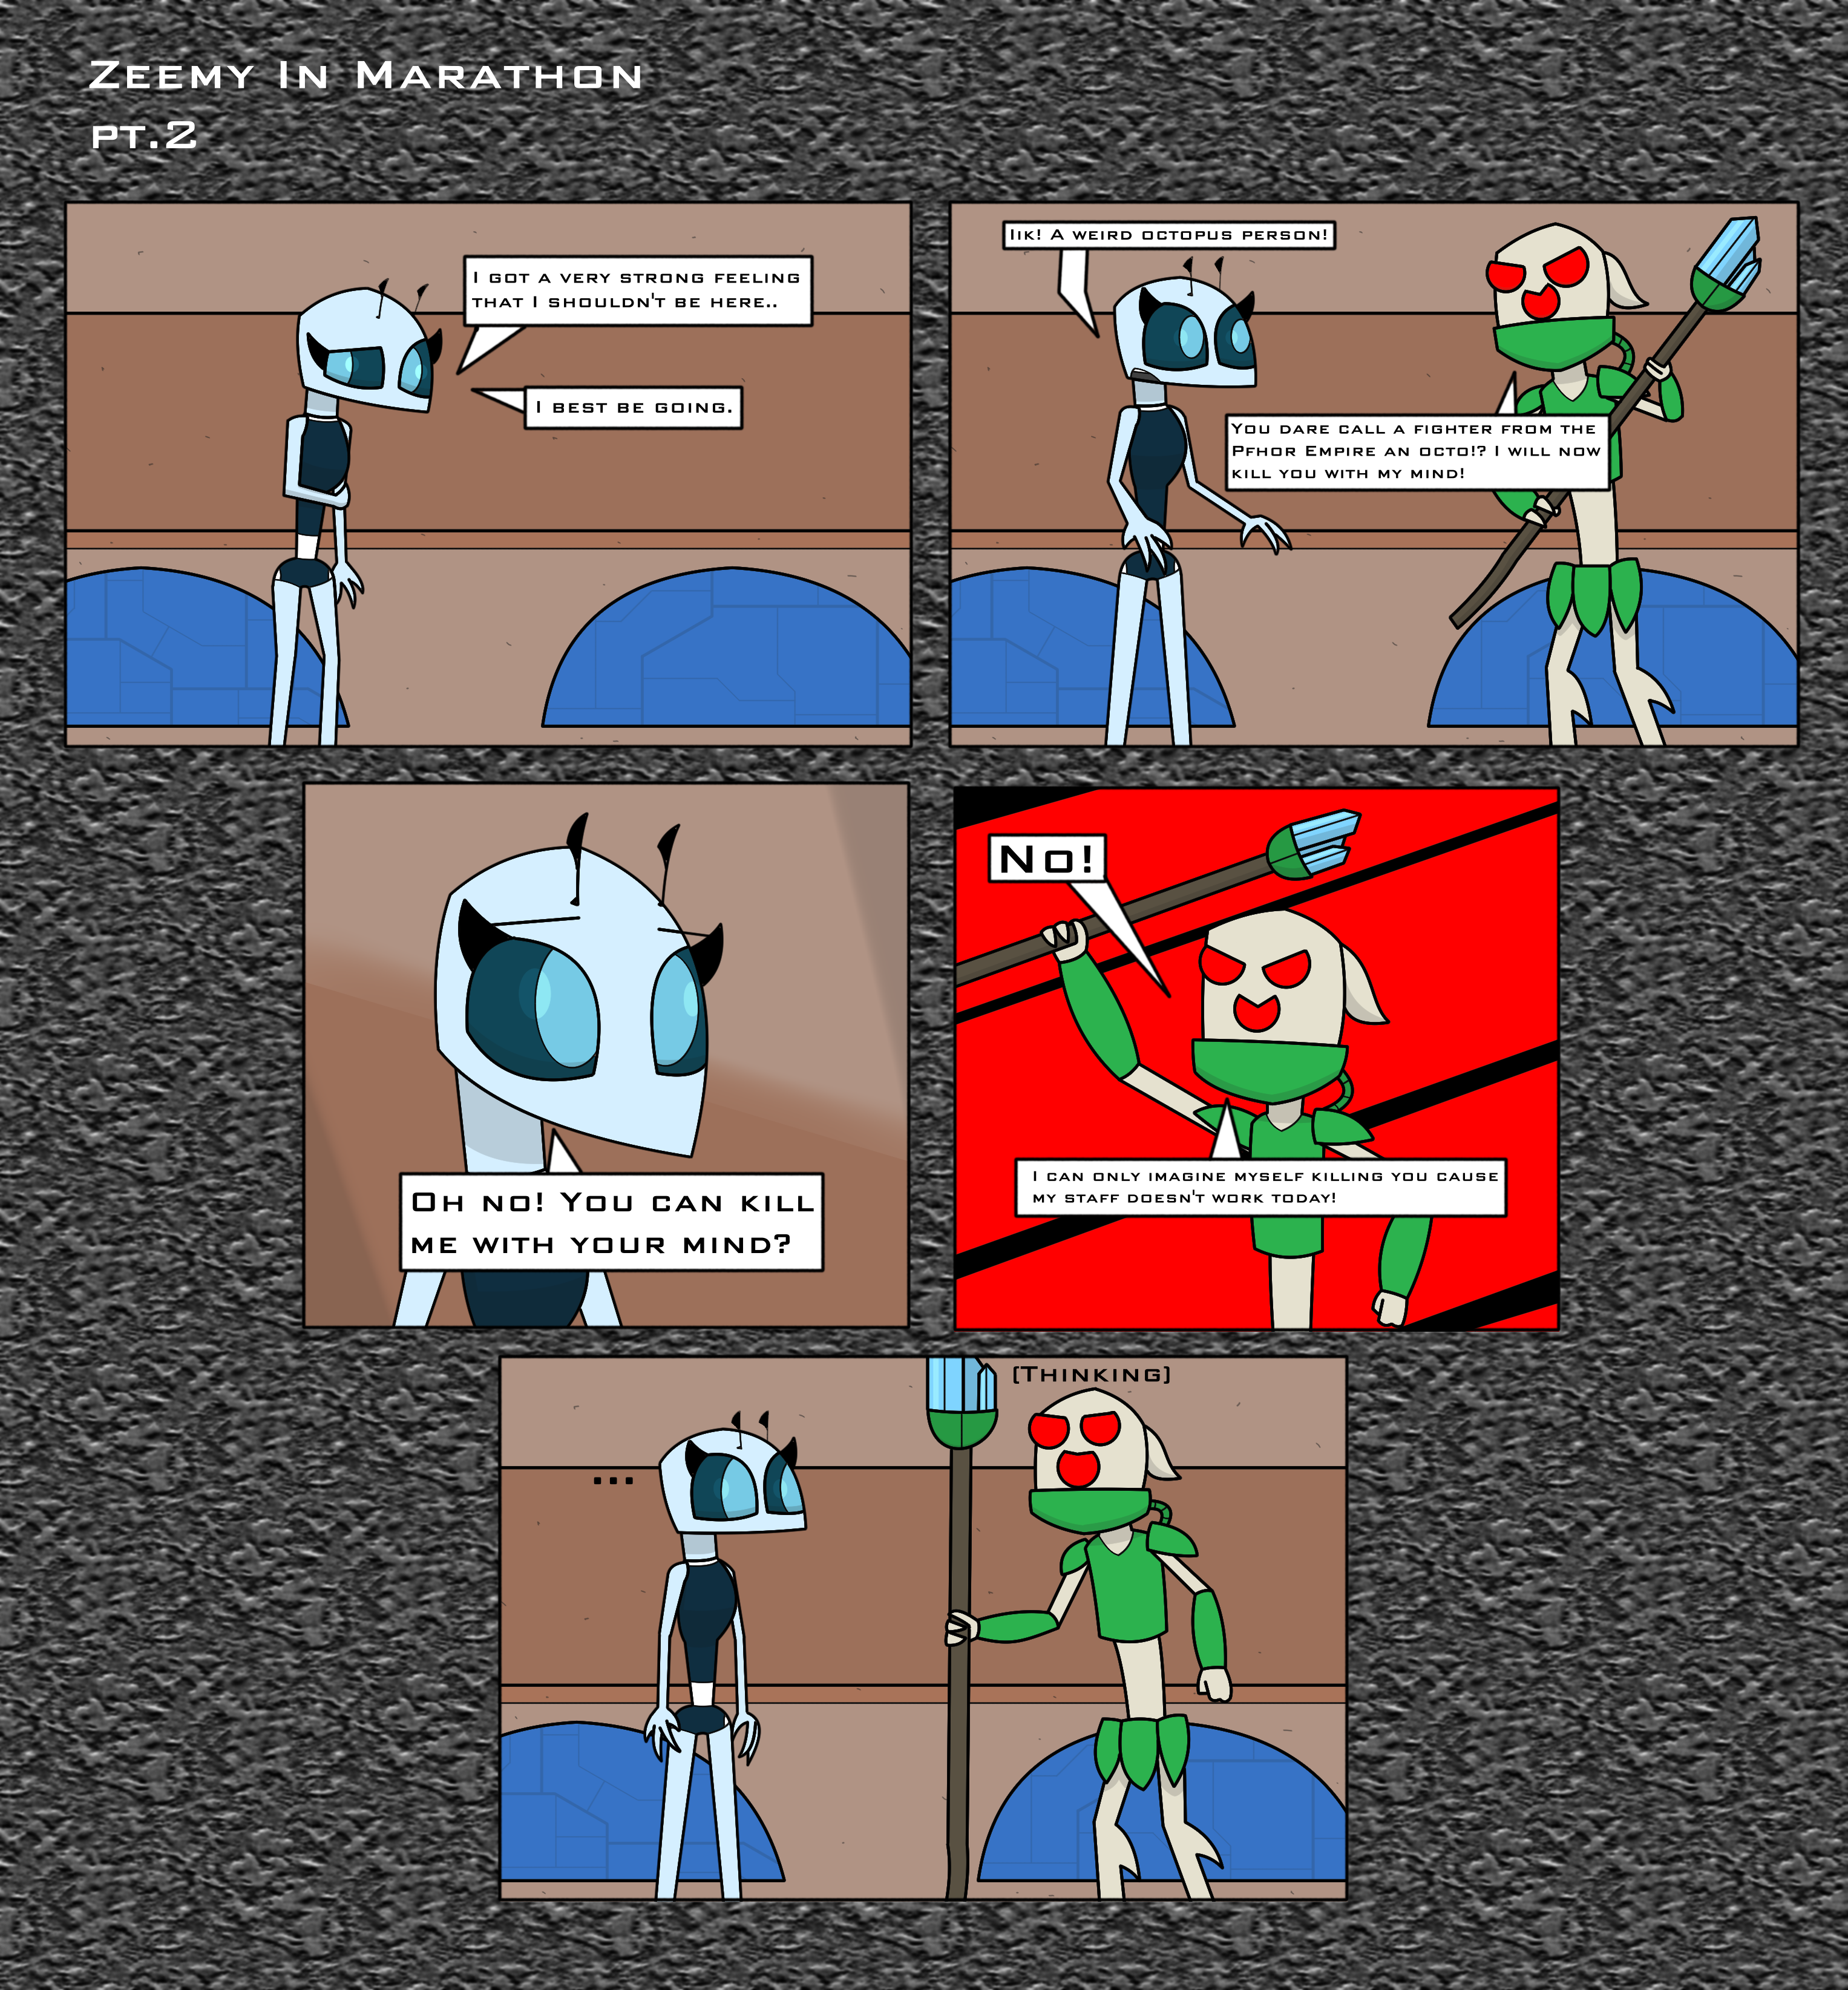 Zeemy In Marathon
pt.2
I got a very strong feeling
that I shouldn't be here..
I best be going.
Iik! A weird octopus person!
You dare call a fighter from the
Pfhor Empire an octo!? I will now
kill you with my mind!
Oh no! You can kill
me with your mind?
No!
I can only imagine myself killing you cause
my staff doesn't work today!
[Thinking]
...